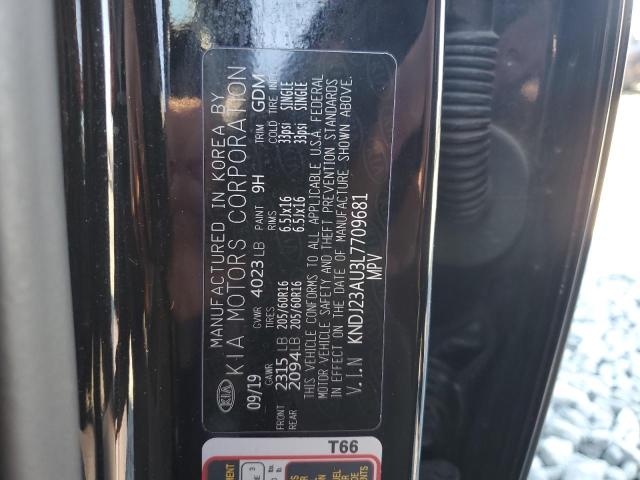 MANUFACTURED IN KOREA BY
KIA KIA MOTORS CORPORATION
09/19 GVWR 4023 LB PAINT 9H TRIM GDM
GAWR TIRES RIMS COLD TIRE INFL
FRONT 2315 LB 205/60R16 6.5Jx16 33psi SINGLE
REAR 2094 LB 205/60R16 6.5Jx16 33psi SINGLE
THIS VEHICLE CONFORMS TO ALL APPLICABLE U.S.A. FEDERAL
MOTOR VEHICLE SAFETY AND THEFT PREVENTION STANDARDS
IN EFFECT ON THE DATE OF MANUFACTURE SHOWN ABOVE.
V.I.N KNDJ23AU3L7709681
MPV
T66